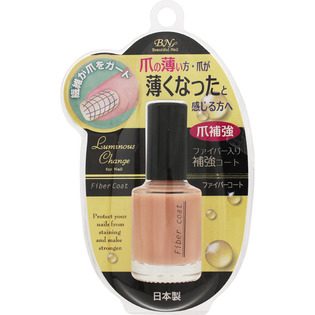 BN
Beautiful Nail
繊維が爪をガード
爪の薄い方・爪が
薄くなったと
感じる方へ
爪補強
ファイバー入り
補強コート
ファイバーコート
Luminous
Change
for Nail
Fiber Coat
Protect your
nails from
staining
and make
stronger.
Fiber coat
日本製